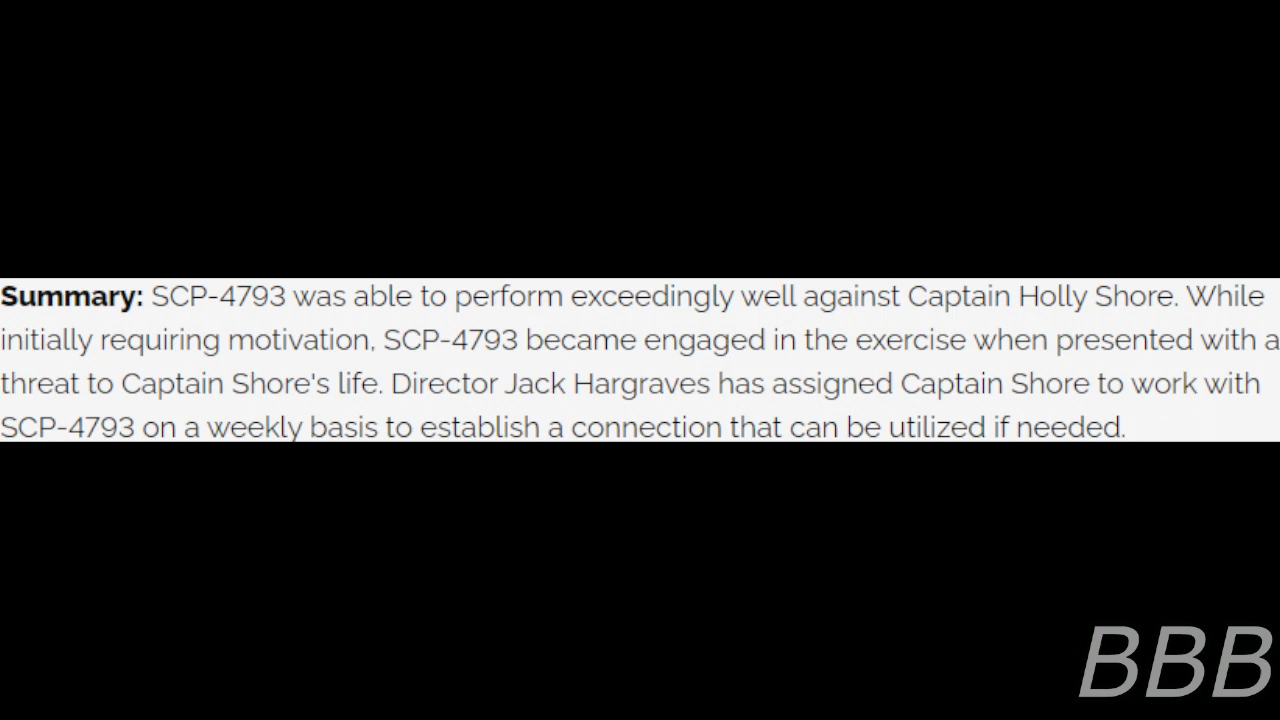 Summary: SCP-4793 was able to perform exceedingly well against Captain Holly Shore. While
initially requiring motivation, SCP-4793 became engaged in the exercise when presented with a
threat to Captain Shore's life. Director Jack Hargraves has assigned Captain Shore to work with
SCP-4793 on a weekly basis to establish a connection that can be utilized if needed.
BBB